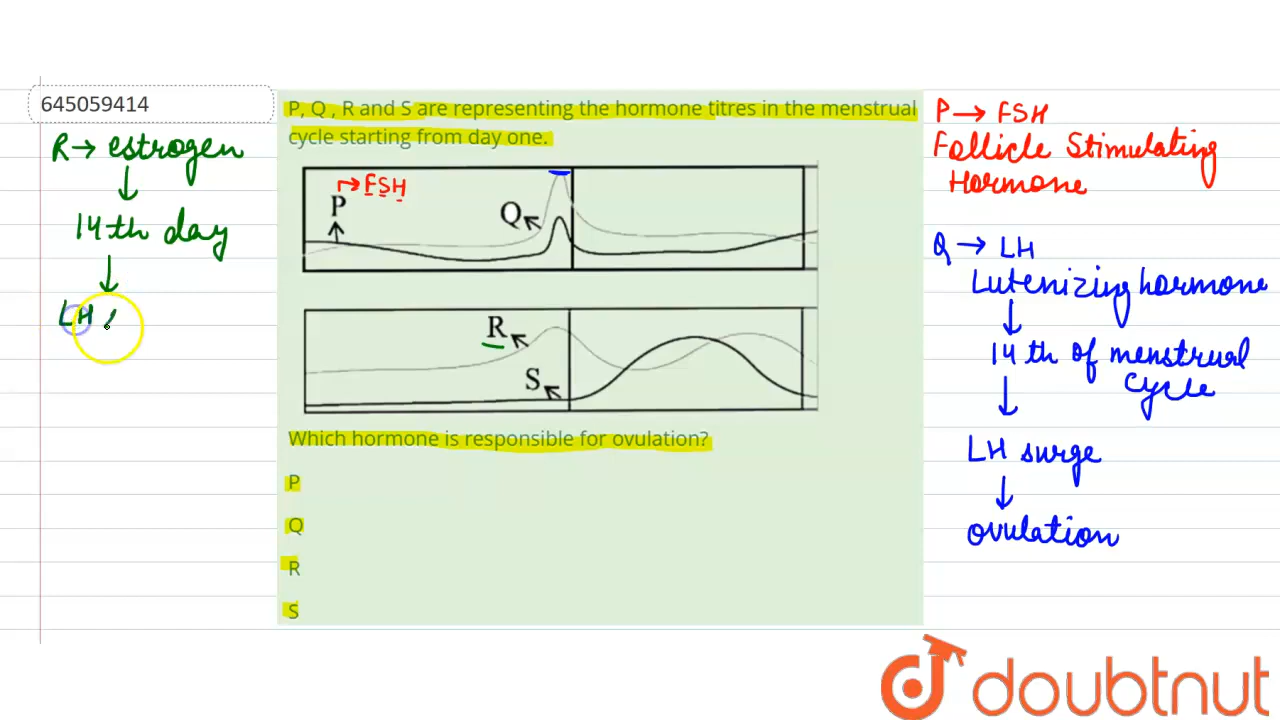 645059414
R→ estrogen
14th day
LH
P, Q , R and S are representing the hormone titres in the menstrual
cycle starting from day one.
→ FSH
P
Q
R
S
Which hormone is responsible for ovulation?
P
Q
R
S
P → FSH
Follicle Stimulating
Hormone
Q → LH
Lutenizing hormone
14 th of menstrual
cycle
LH surge
ovulation
doubtnut